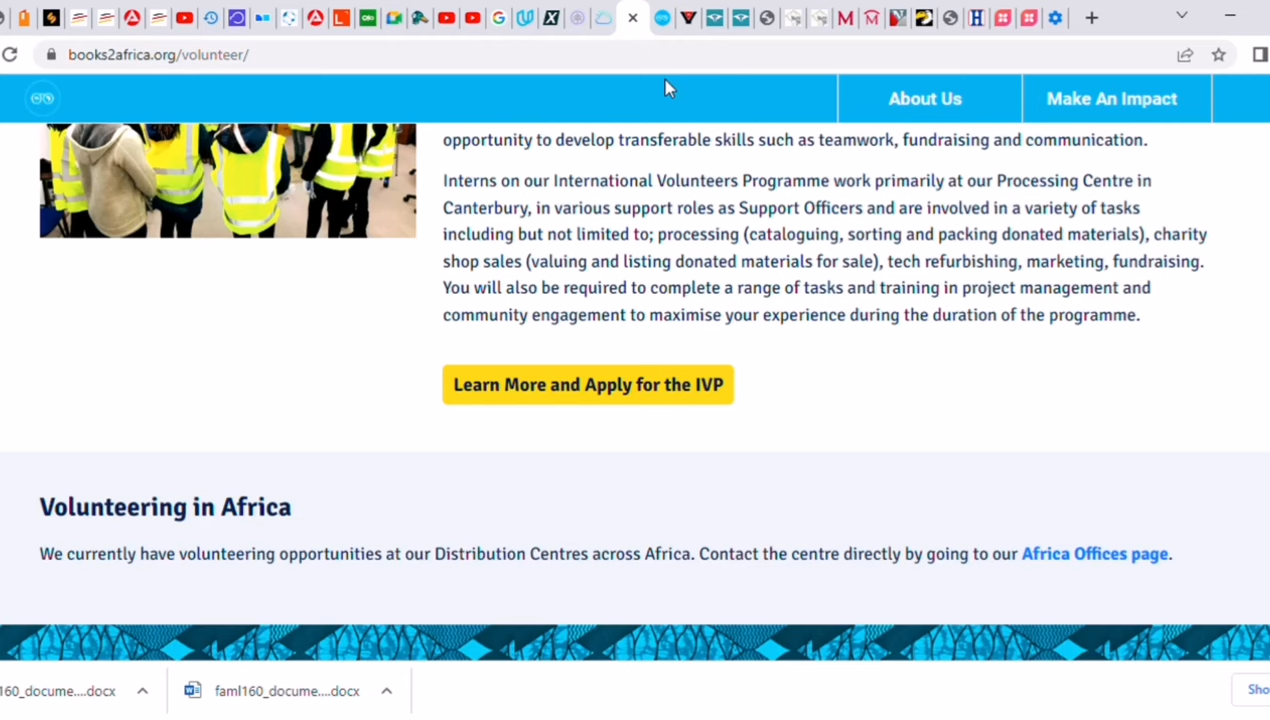 books2africa.org/volunteer/
About Us
Make An Impact
opportunity to develop transferable skills such as teamwork, fundraising and communication.
Interns on our International Volunteers Programme work primarily at our Processing Centre in
Canterbury, in various support roles as Support Officers and are involved in a variety of tasks
including but not limited to; processing (cataloguing, sorting and packing donated materials), charity
shop sales (valuing and listing donated materials for sale), tech refurbishing, marketing, fundraising.
You will also be required to complete a range of tasks and training in project management and
community engagement to maximise your experience during the duration of the programme.
Learn More and Apply for the IVP
Volunteering in Africa
We currently have volunteering opportunities at our Distribution Centres across Africa. Contact the centre directly by going to our Africa Offices page.
160_docume....docx
faml160_docume....docx
Sho